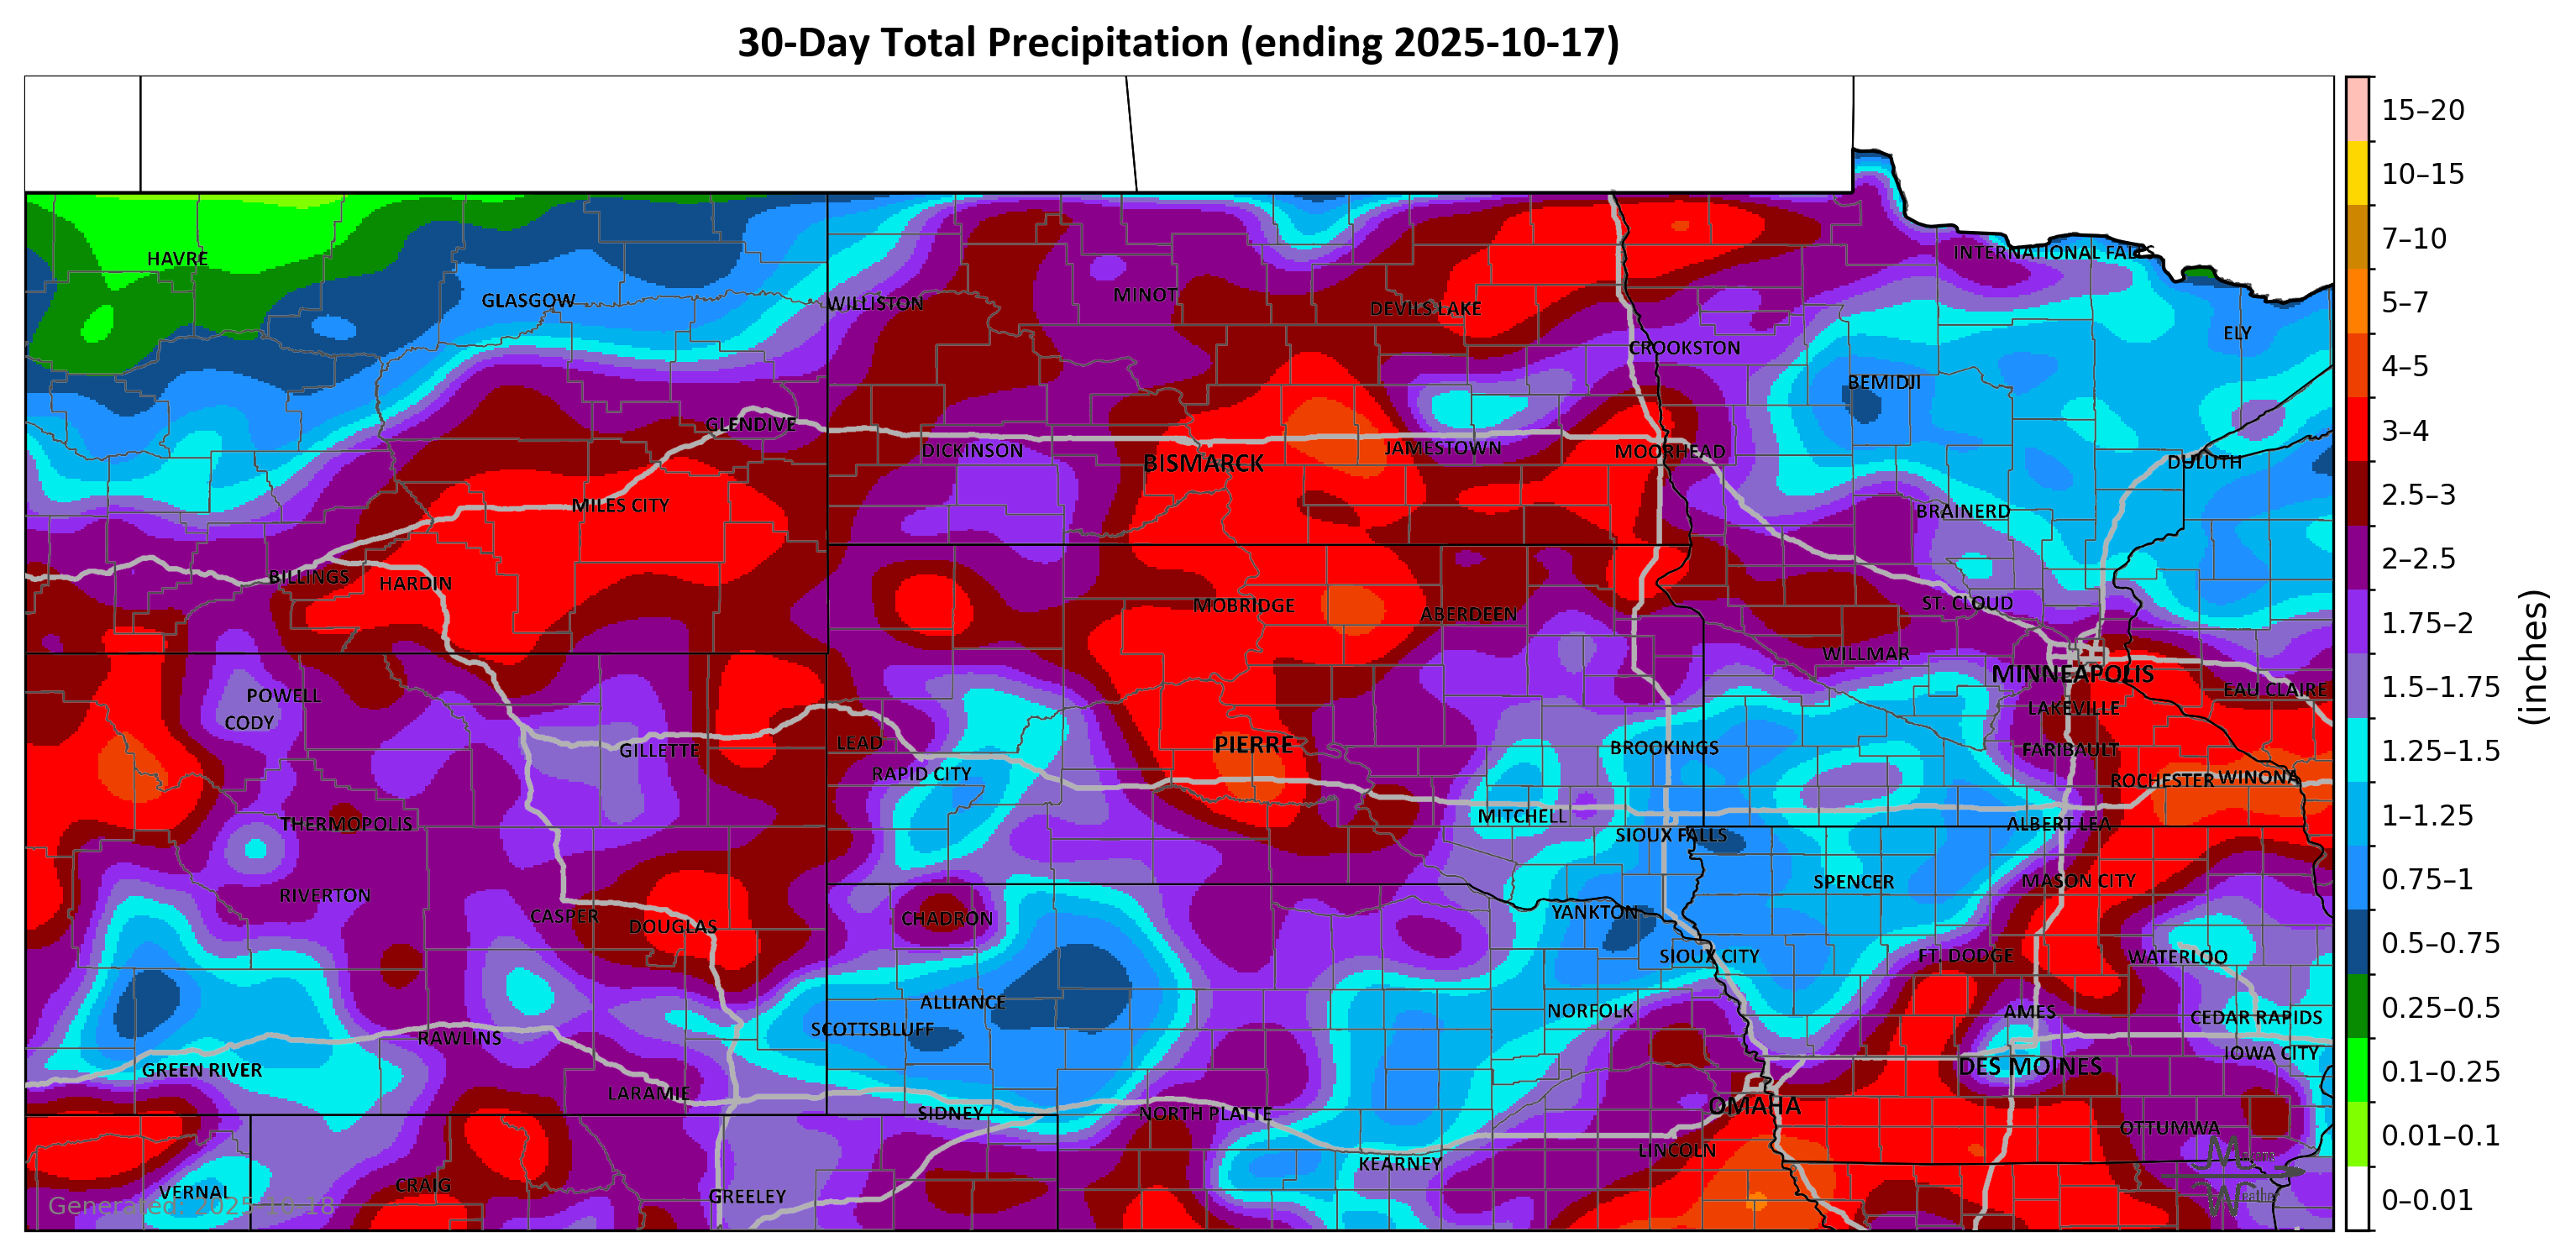 30-Day Total Precipitation (ending 2025-10-17)
15–20
10–15
7–10
5–7
4–5
3–4
2.5–3
2–2.5
1.75–2
1.5–1.75
1.25–1.5
1–1.25
0.75–1
0.5–0.75
0.25–0.5
0.1–0.25
0.01–0.1
0–0.01
(inches)
INTERNATIONAL FALLS
HAVRE
GLASGOW
WILLISTON
MINOT
DEVILS LAKE
ELY
CROOKSTON
BEMIDJI
GLENDIVE
DICKINSON
BISMARCK
JAMESTOWN
MOORHEAD
DULUTH
MILES CITY
BRAINERD
BILLINGS
HARDIN
MOBRIDGE
ABERDEEN
ST. CLOUD
WILLMAR
MINNEAPOLIS
EAU CLAIRE
POWELL
CODY
LAKEVILLE
GILLETTE
LEAD
PIERRE
BROOKINGS
FARIBAULT
RAPID CITY
ROCHESTER
WINONA
THERMOPOLIS
MITCHELL
SIOUX FALLS
ALBERT LEA
RIVERTON
SPENCER
MASON CITY
CASPER
DOUGLAS
CHADRON
YANKTON
SIOUX CITY
FT. DODGE
WATERLOO
ALLIANCE
NORFOLK
AMES
CEDAR RAPIDS
SCOTTSBLUFF
RAWLINS
IOWA CITY
GREEN RIVER
DES MOINES
LARAMIE
SIDNEY
NORTH PLATTE
OMAHA
OTTUMWA
LINCOLN
KEARNEY
VERNAL
CRAIG
GREELEY
Generated: 2025-10-18
Weather